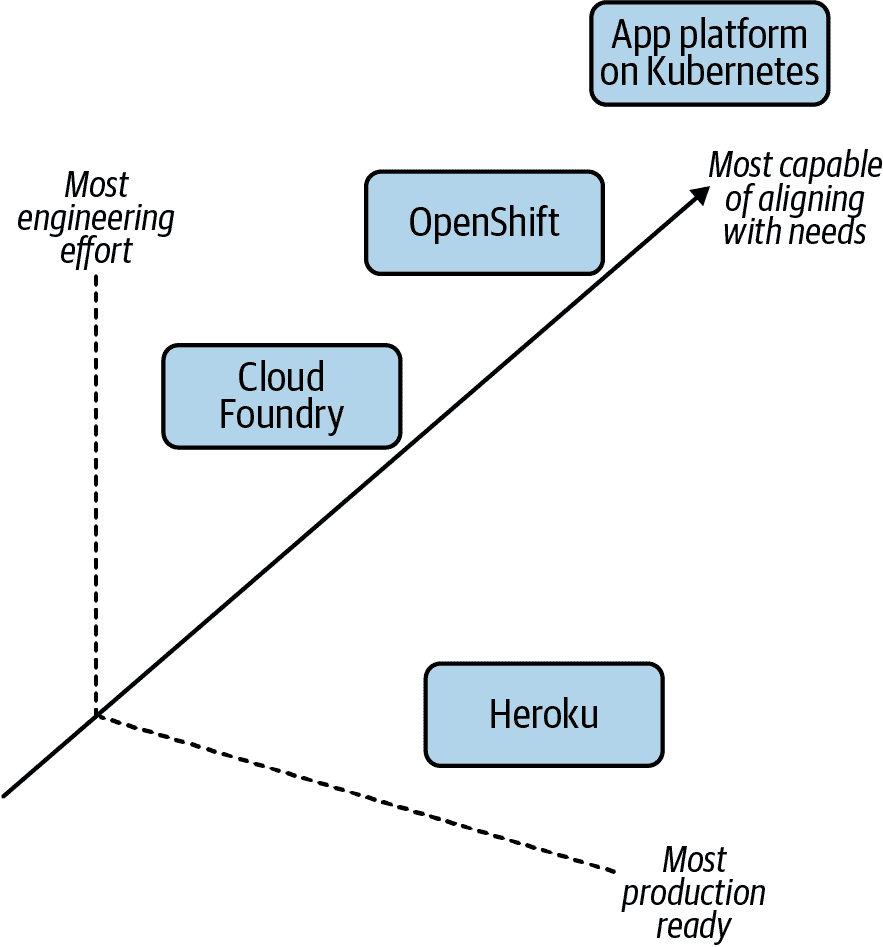 App platform
on Kubernetes
Most capable
of aligning
with needs
Most
engineering
effort
OpenShift
Cloud
Foundry
Heroku
Most
production
ready